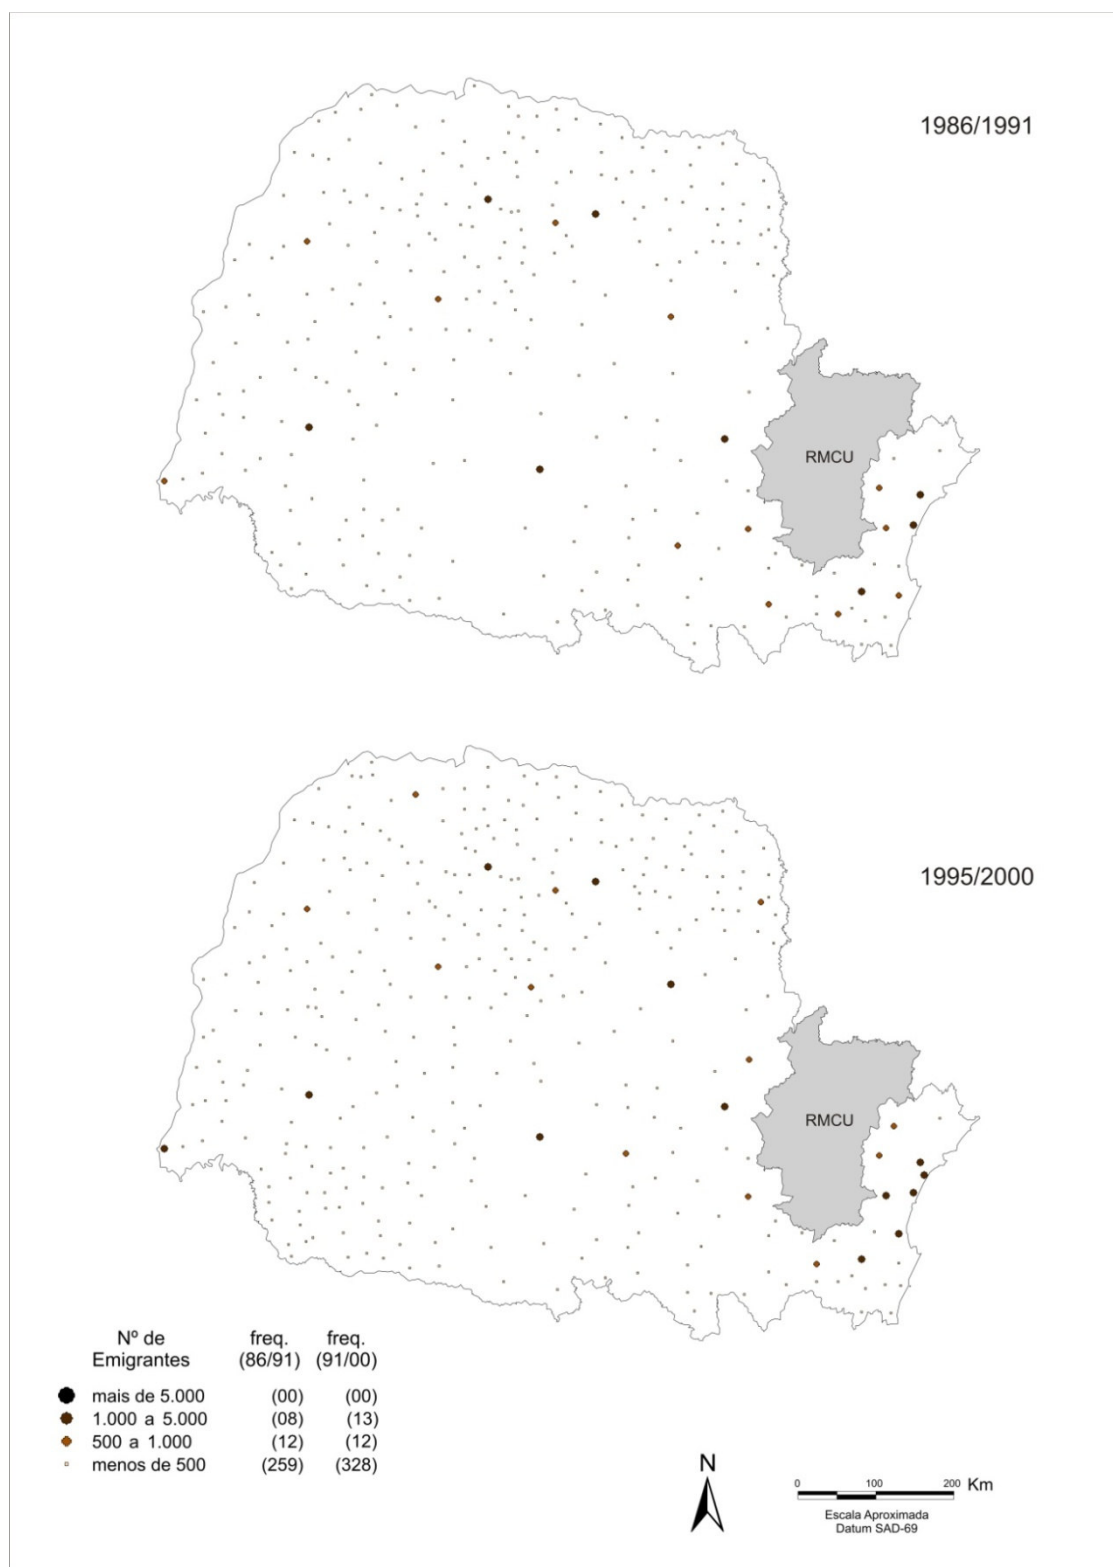 1986/1991
RMCU
1995/2000
RMCU
Nº de freq. freq.
Emigrantes (86/91) (91/00)
mais de 5.000 (00) (00)
1.000 a 5.000 (08) (13)
500 a 1.000 (12) (12)
menos de 500 (259) (328)
N
0 100 200 Km
Escala Aproximada
Datum SAD-69